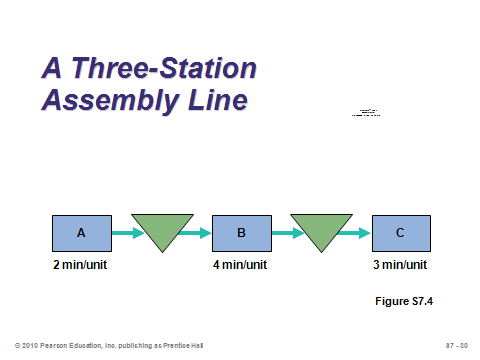 A Three-Station
Assembly Line
A
B
C
2 min/unit
4 min/unit
3 min/unit
Figure S7.4
© 2010 Pearson Education, Inc. publishing as Prentice Hall
S7 - 30